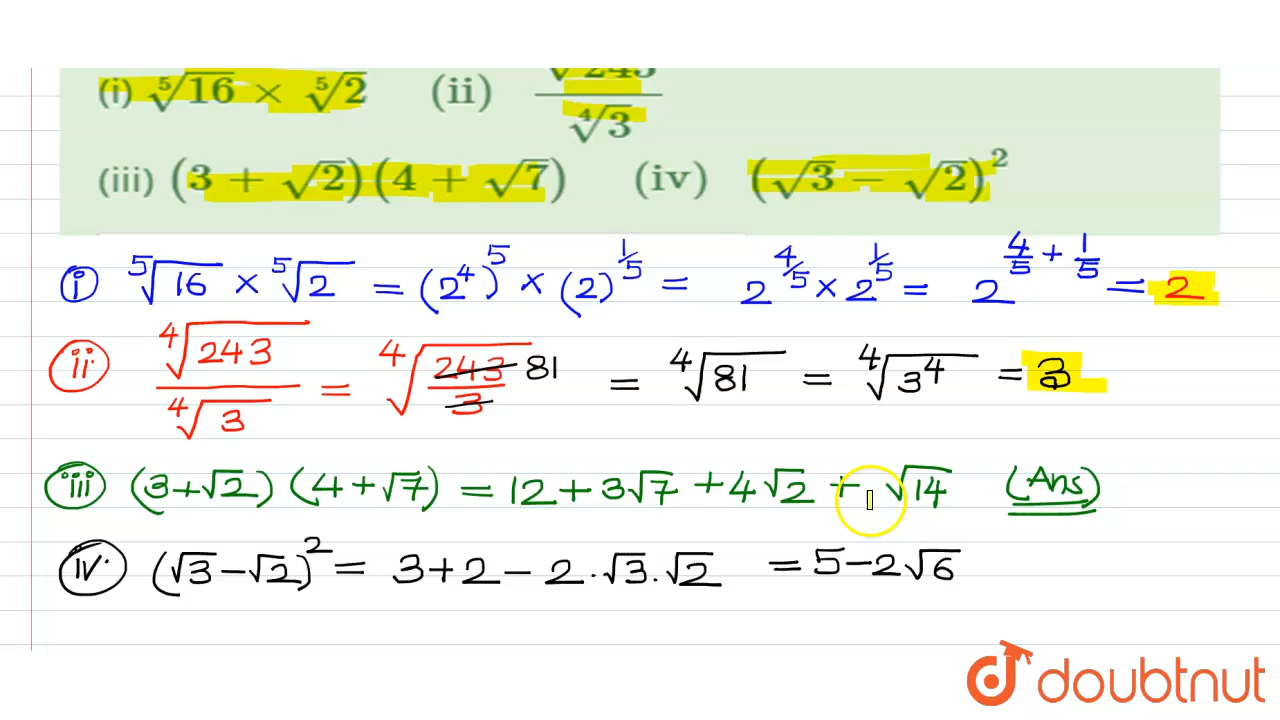 (i) ⁵√16 × ⁵√2 (ii) √243 / ⁴√3
(iii) (3 + √2)(4 + √7) (iv) (√3 − √2)²
(i) ⁵√16 × ⁵√2 = (2⁴)⁵ × (2)^(1/5) = 2^(4/5) × 2^(1/5) = 2^(4/5 + 1/5) = 2
ii. ⁴√243 / ⁴√3 = ⁴√(243/3) 81 = ⁴√81 = ⁴√3⁴ = 3
iii (3+√2) (4+√7) = 12 + 3√7 + 4√2 + √14 (Ans)
iv. (√3 − √2)² = 3 + 2 − 2·√3·√2 = 5 − 2√6
doubtnut